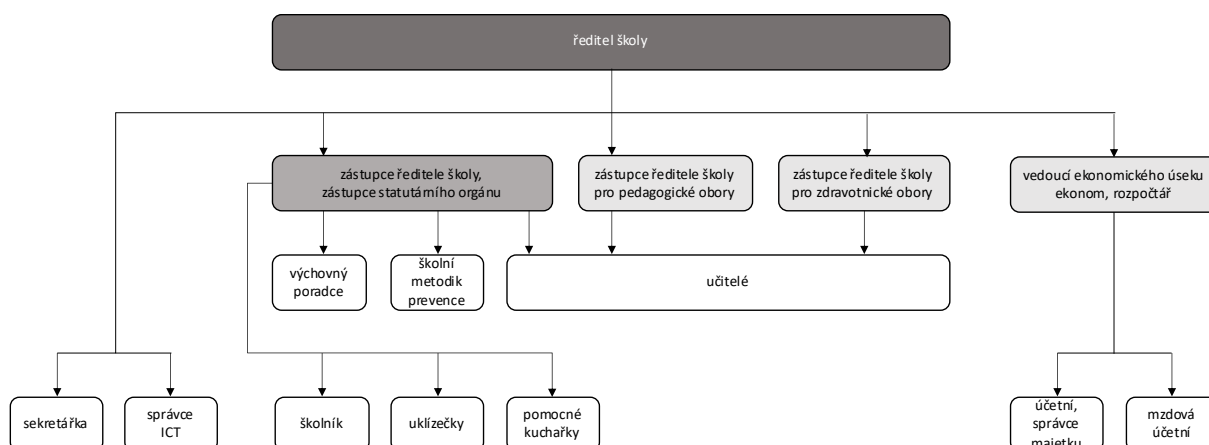 ředitel školy
zástupce ředitele školy,
zástupce statutárního orgánu
zástupce ředitele školy
pro pedagogické obory
zástupce ředitele školy
pro zdravotnické obory
vedoucí ekonomického úseku
ekonom, rozpočtář
výchovný
poradce
školní
metodik
prevence
učitelé
sekretářka
správce
ICT
školník
uklízečky
pomocné
kuchařky
účetní,
správce
majetku
mzdová
účetní